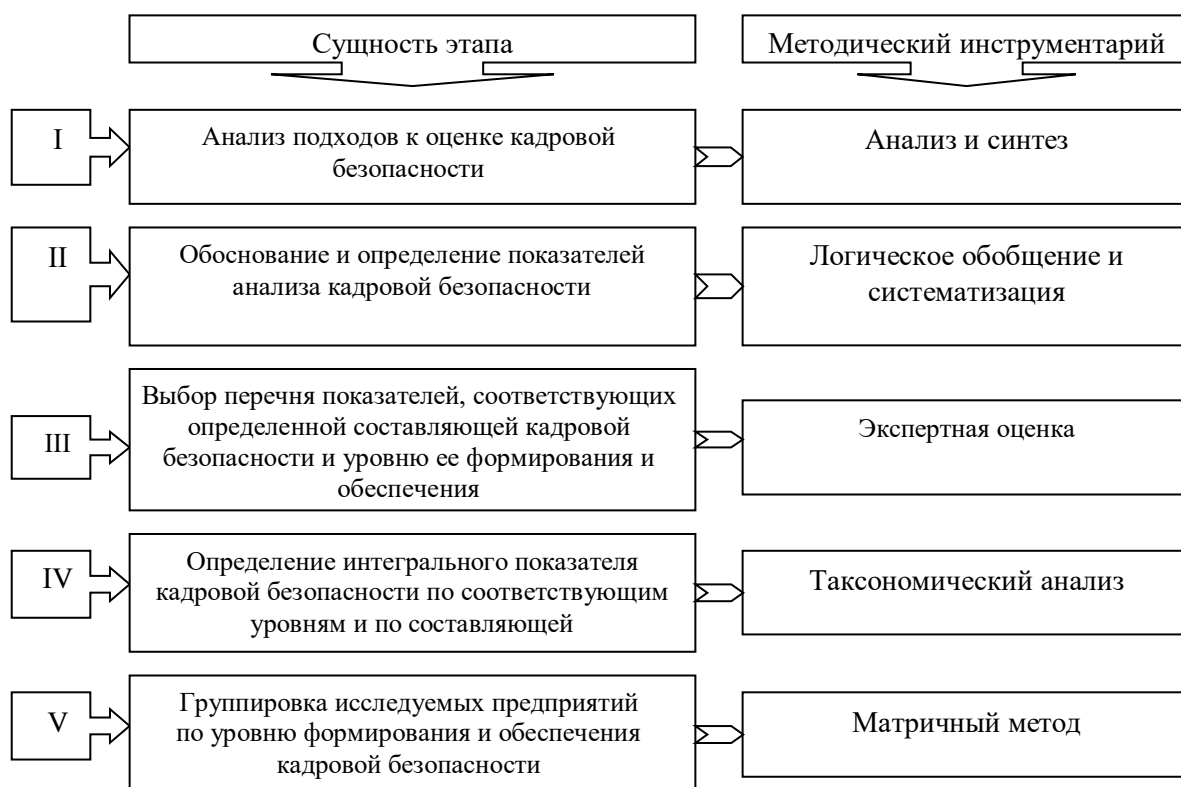 Сущность этапа
Методический инструментарий
I
Анализ подходов к оценке кадровой
безопасности
Анализ и синтез
II
Обоснование и определение показателей
анализа кадровой безопасности
Логическое обобщение и
систематизация
III
Выбор перечня показателей, соответствующих
определенной составляющей кадровой
безопасности и уровню ее формирования и
обеспечения
Экспертная оценка
IV
Определение интегрального показателя
кадровой безопасности по соответствующим
уровням и по составляющей
Таксономический анализ
V
Группировка исследуемых предприятий
по уровню формирования и обеспечения
кадровой безопасности
Матричный метод